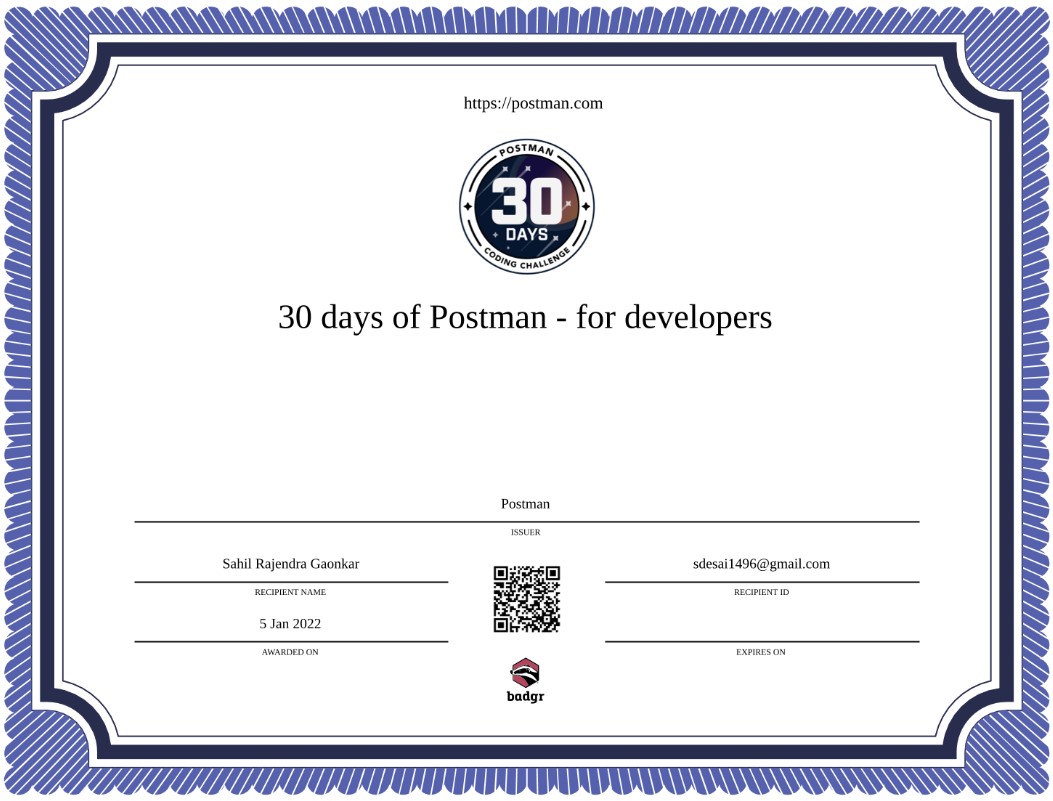 https://postman.com
POSTMAN
30
DAYS
CODING CHALLENGE
30 days of Postman - for developers
Postman
ISSUER
Sahil Rajendra Gaonkar
RECIPIENT NAME
sdesai1496@gmail.com
RECIPIENT ID
5 Jan 2022
AWARDED ON
EXPIRES ON
badgr